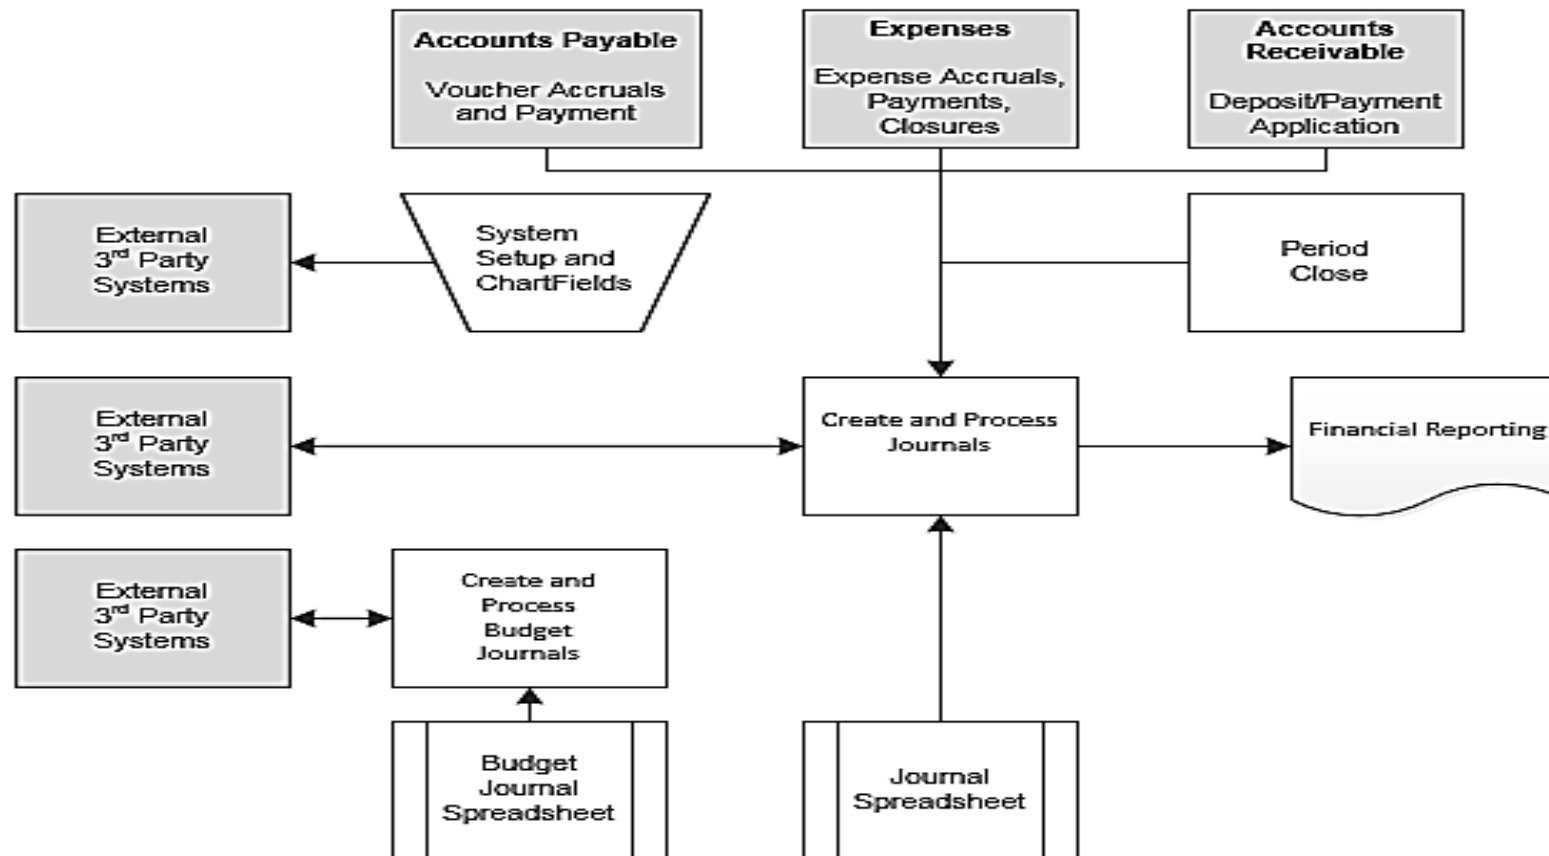 Accounts Payable
Voucher Accruals
and Payment
Expenses
Expense Accruals,
Payments,
Closures
Accounts
Receivable
Deposit/Payment
Application
External
3rd Party
Systems
System
Setup and
ChartFields
Period
Close
External
3rd Party
Systems
Create and Process
Journals
Financial Reporting
External
3rd Party
Systems
Create and
Process
Budget
Journals
Budget
Journal
Spreadsheet
Journal
Spreadsheet